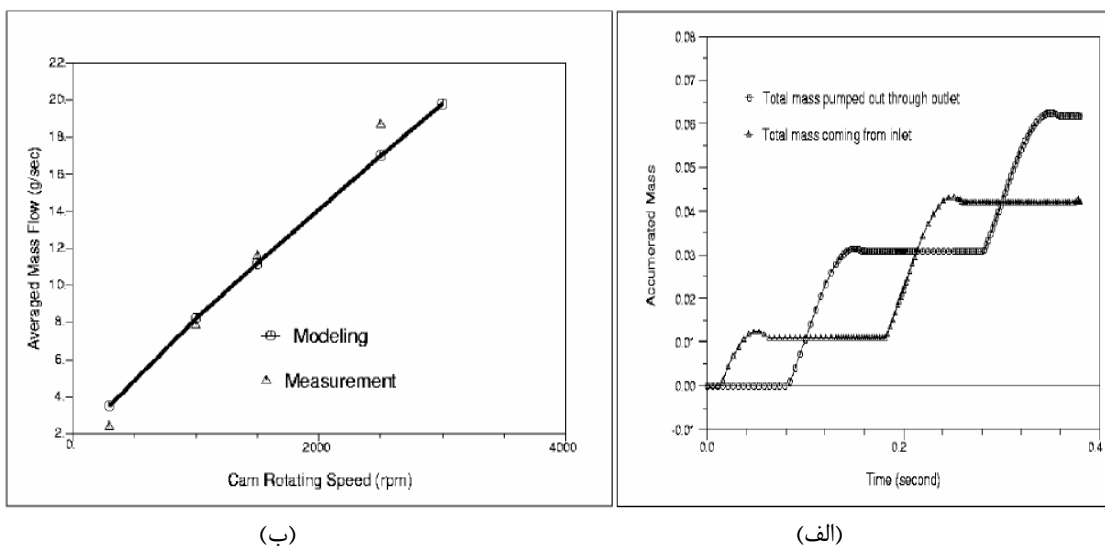 Averaged Mass Flow (g/sec)
22.
20.
18.
16.
14.
12.
10.
8.
6.
4.
2.
0.
2000
4000
Modeling
Measurement
Cam Rotating Speed (rpm)
(ب)
Accumerated Mass
0.08
0.07
0.06
0.05
0.04
0.03
0.02
0.01
0.00
-0.01
0.0
0.2
0.4
Total mass pumped out through outlet
Total mass coming from inlet
Time (second)
(الف)